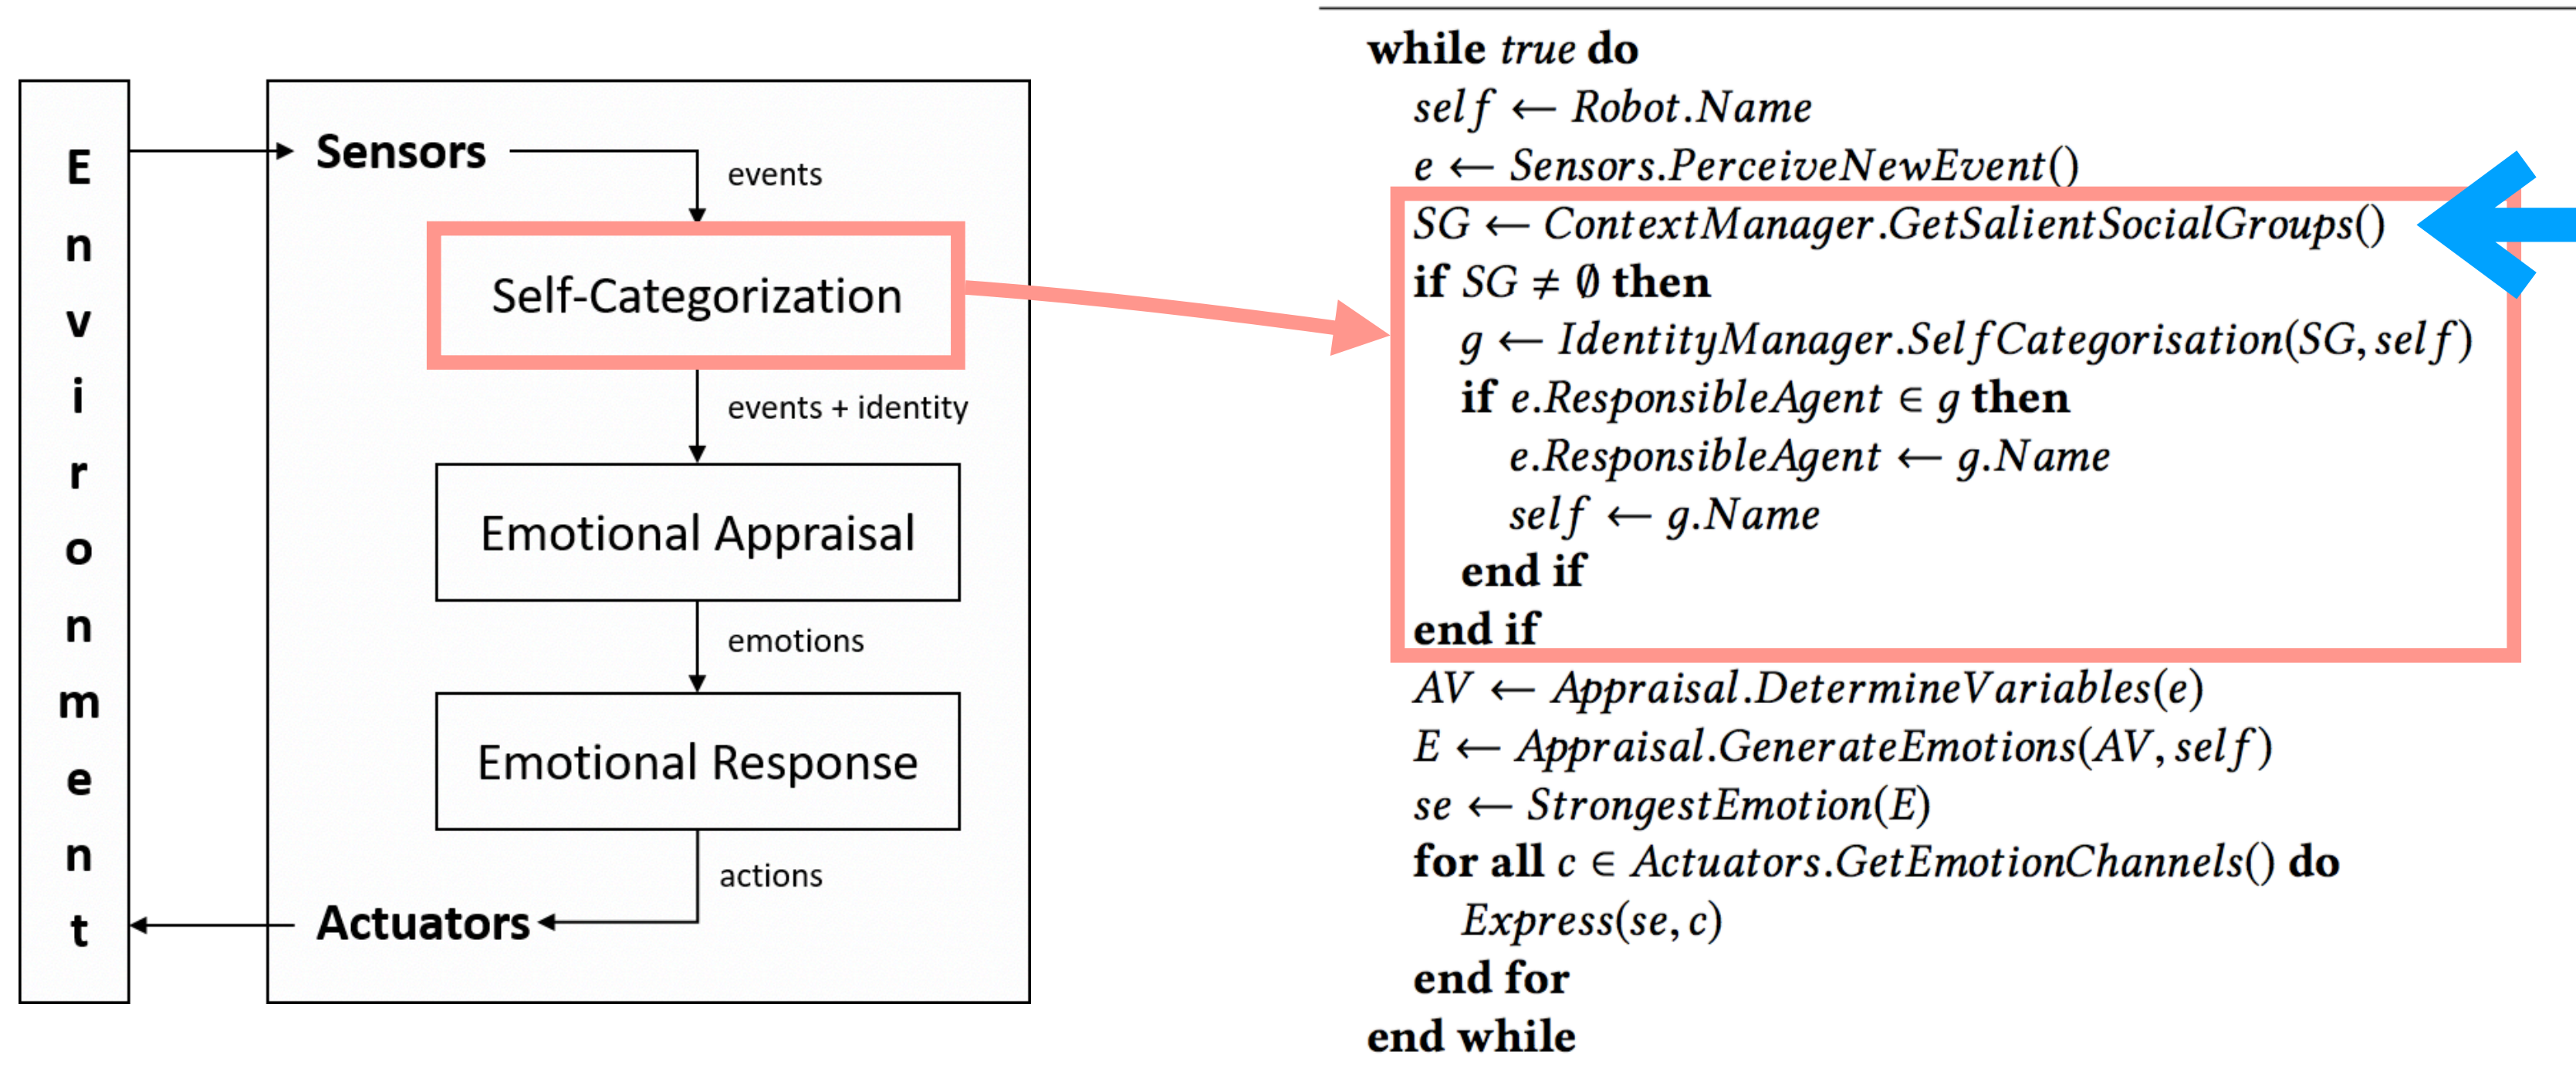 Environment
Sensors
events
Self-Categorization
events + identity
Emotional Appraisal
emotions
Emotional Response
actions
Actuators
while true do
self ← Robot.Name
e ← Sensors.PerceiveNewEvent()
SG ← ContextManager.GetSalientSocialGroups()
if SG ≠ ∅ then
g ← IdentityManager.SelfCategorisation(SG, self)
if e.ResponsibleAgent ∈ g then
e.ResponsibleAgent ← g.Name
self ← g.Name
end if
end if
AV ← Appraisal.DetermineVariables(e)
E ← Appraisal.GenerateEmotions(AV, self)
se ← StrongestEmotion(E)
for all c ∈ Actuators.GetEmotionChannels() do
Express(se, c)
end for
end while